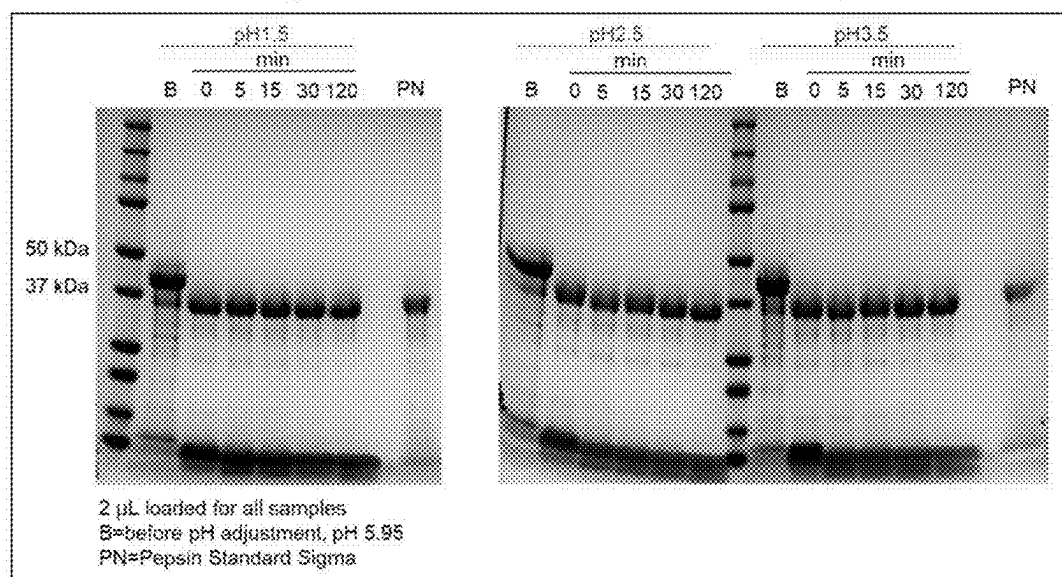 pH1.5 pH2.5 pH3.5
min min min
B 0 5 15 30 120 PN B 0 5 15 30 120 B 0 5 15 30 120 PN
50 kDa
37 kDa
2 µL loaded for all samples
B=before pH adjustment, pH 5.95
PN=Pepsin Standard Sigma